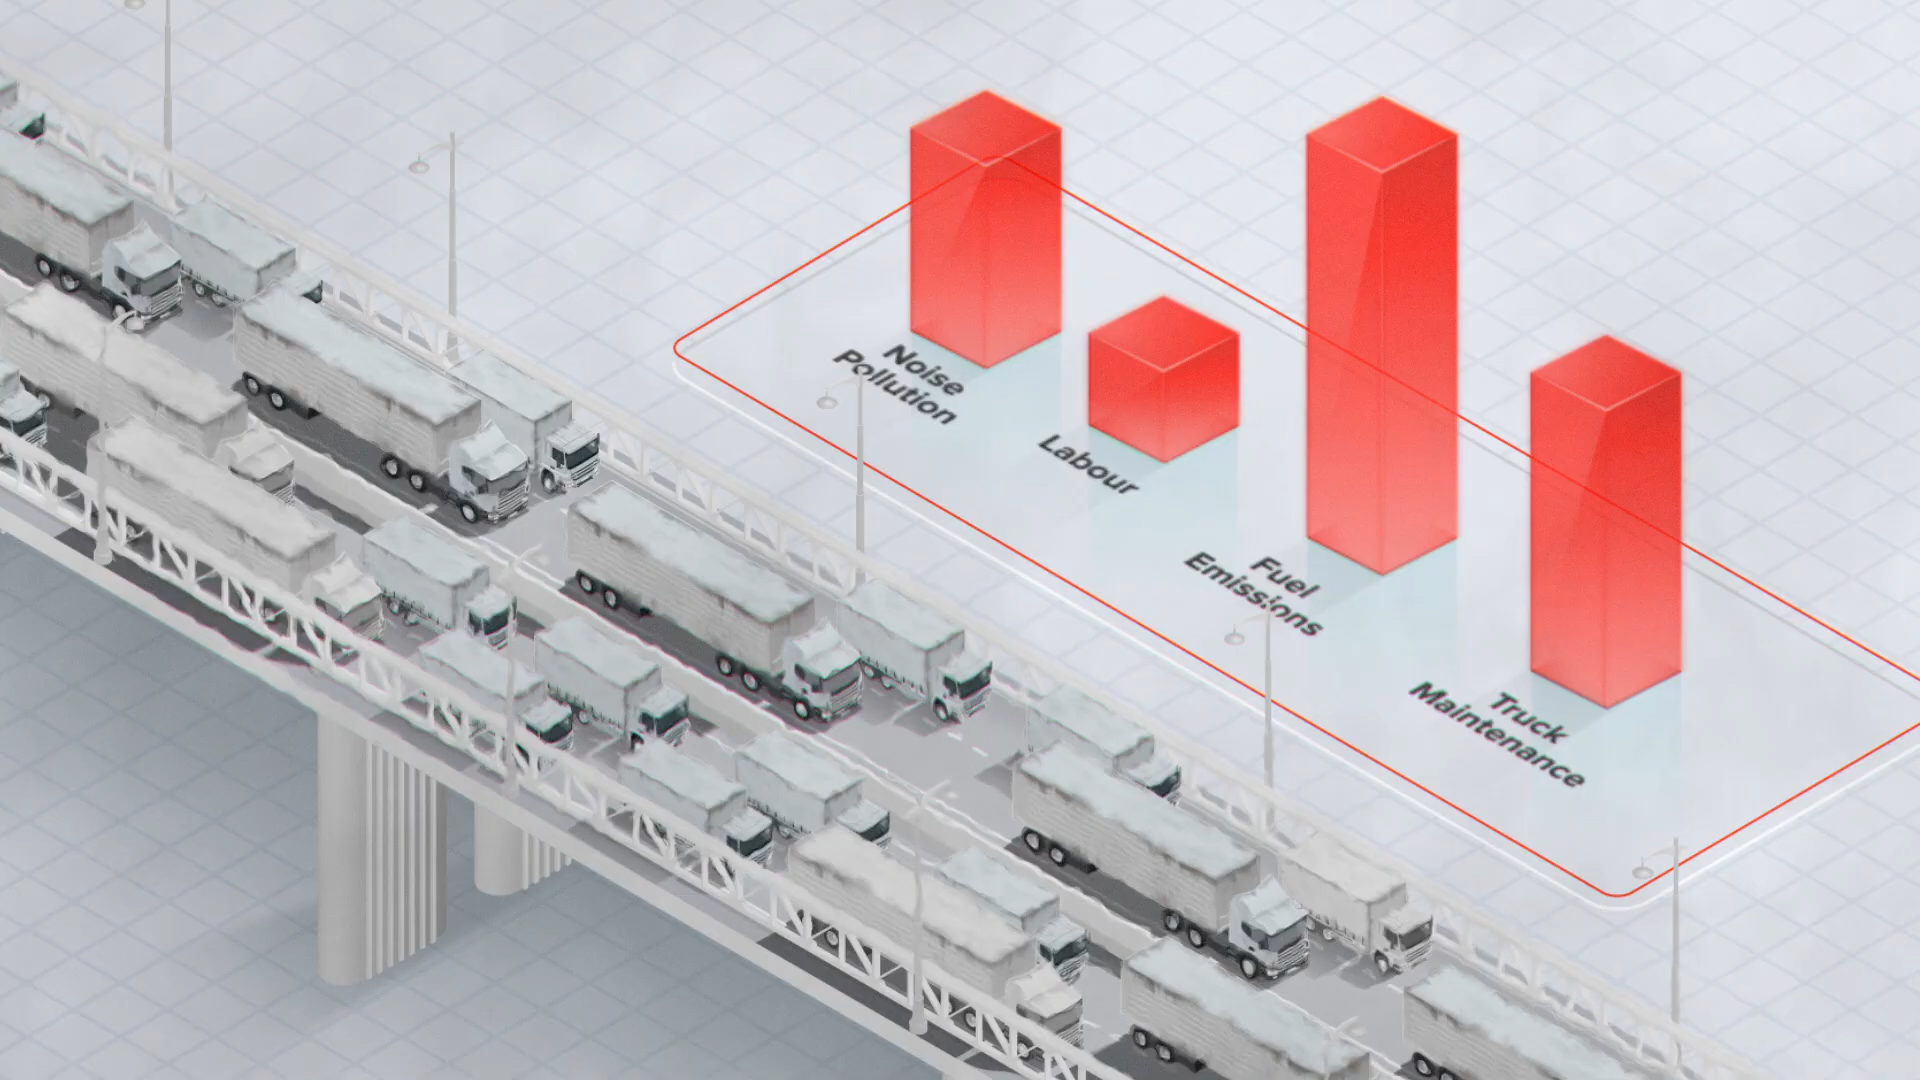 Noise
Pollution
Labour
Fuel
Emissions
Truck
Maintenance